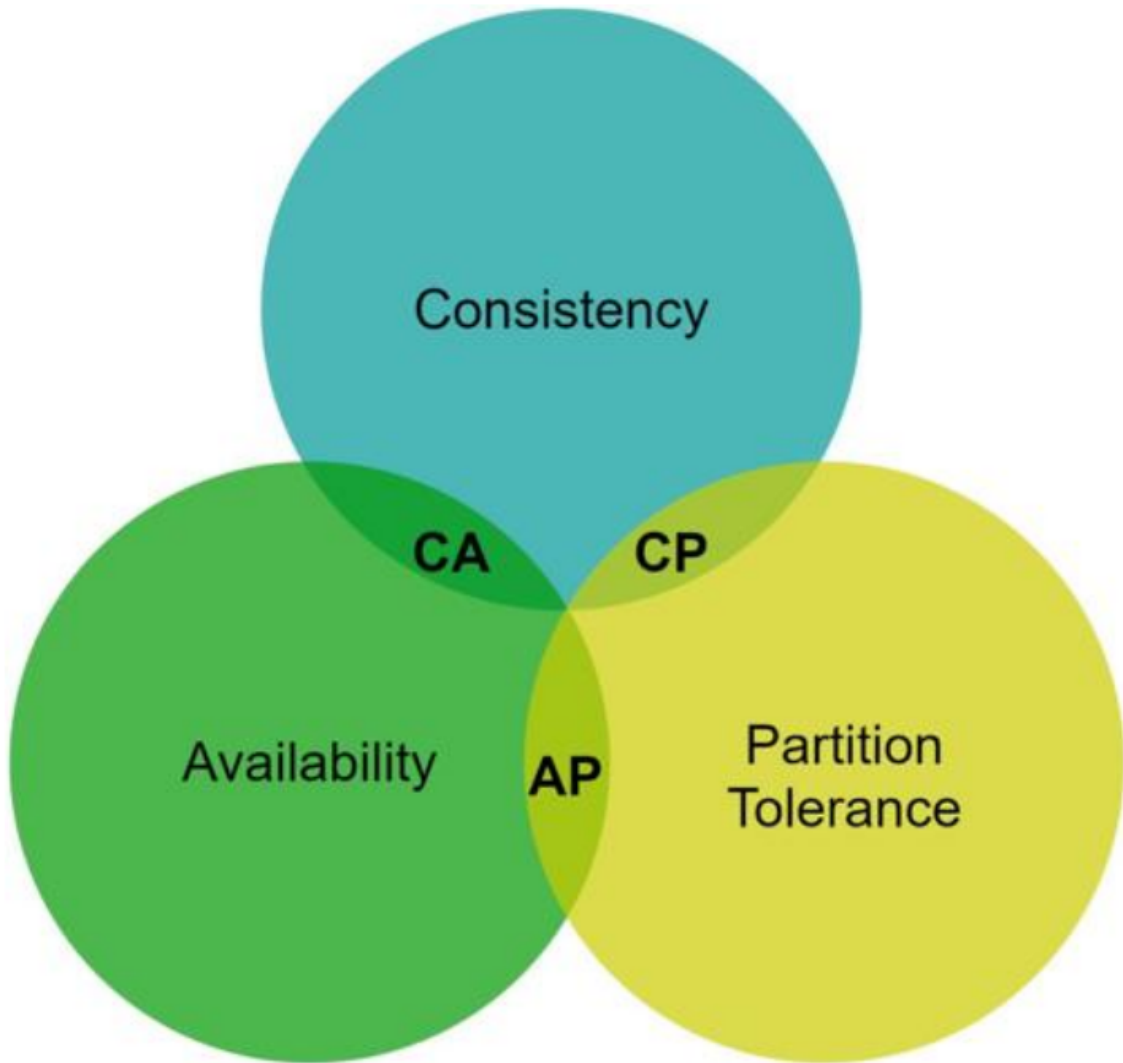 Consistency
CA
CP
Availability
AP
Partition
Tolerance